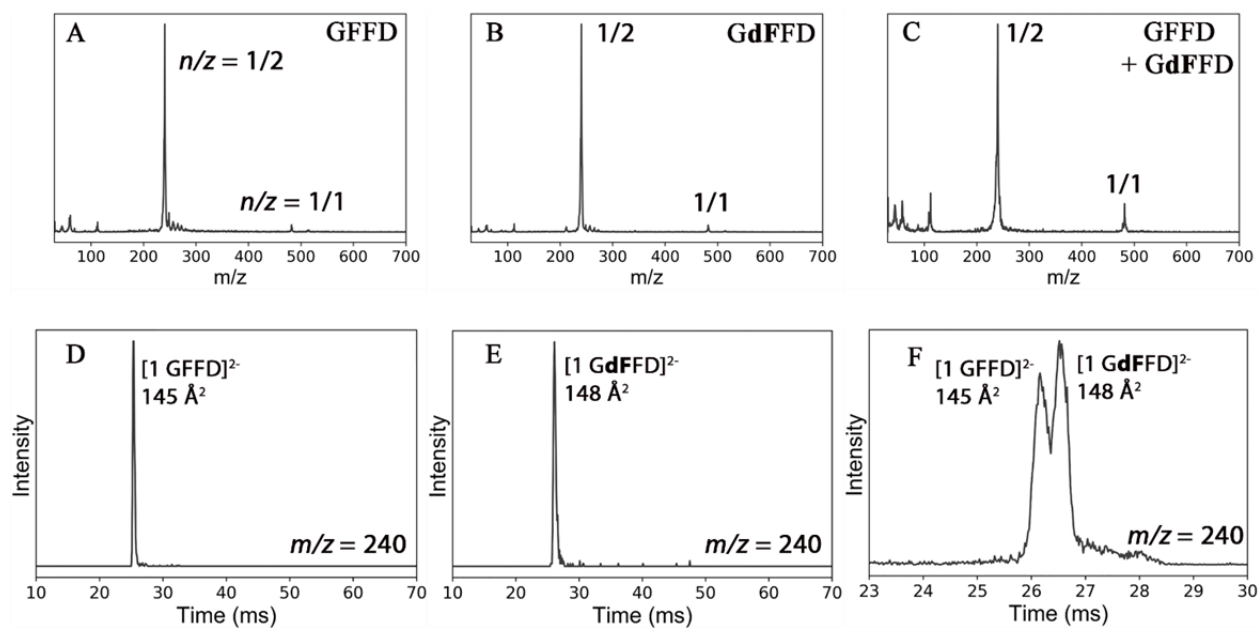 A
GFFD
n/z = 1/2
n/z = 1/1
100 200 300 400 500 600 700
m/z
B
GdFFD
1/2
1/1
100 200 300 400 500 600 700
m/z
C
GFFD
+ GdFFD
1/2
1/1
100 200 300 400 500 600 700
m/z
D
[1 GFFD]²⁻
145 Å²
m/z = 240
Intensity
10 20 30 40 50 60 70
Time (ms)
E
[1 GdFFD]²⁻
148 Å²
m/z = 240
Intensity
10 20 30 40 50 60 70
Time (ms)
F
[1 GFFD]²⁻
145 Å²
[1 GdFFD]²⁻
148 Å²
m/z = 240
Intensity
23 24 25 26 27 28 29 30
Time (ms)